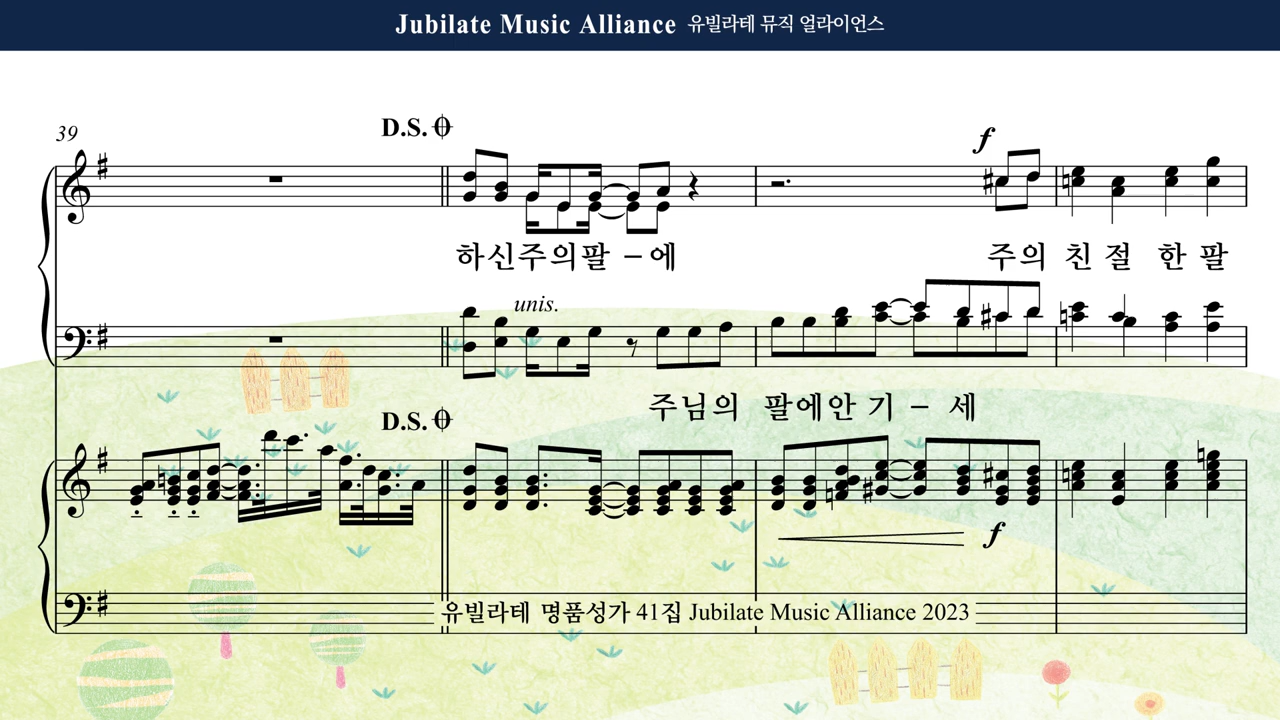 Jubilate Music Alliance 유빌라테 뮤직 얼라이언스
39
D.S.
f
하신주의팔 – 에 주의 친 절 한 팔
unis.
주님의 팔에안 기 – 세
D.S.
f
유빌라테 명품성가 41집 Jubilate Music Alliance 2023